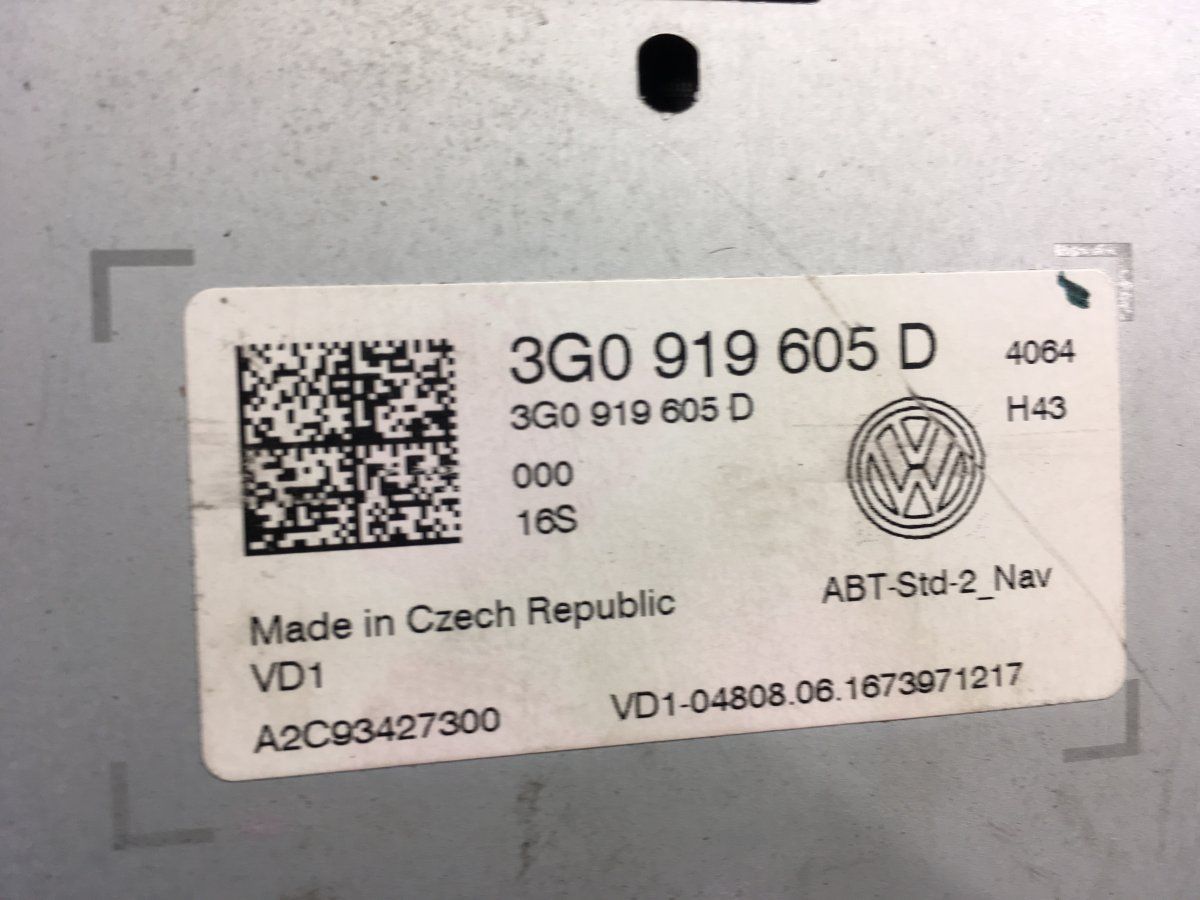 3G0 919 605 D 4064
3G0 919 605 D H43
000
16S
ABT-Std-2_Nav
Made in Czech Republic
VD1
A2C93427300 VD1-04808.06.1673971217